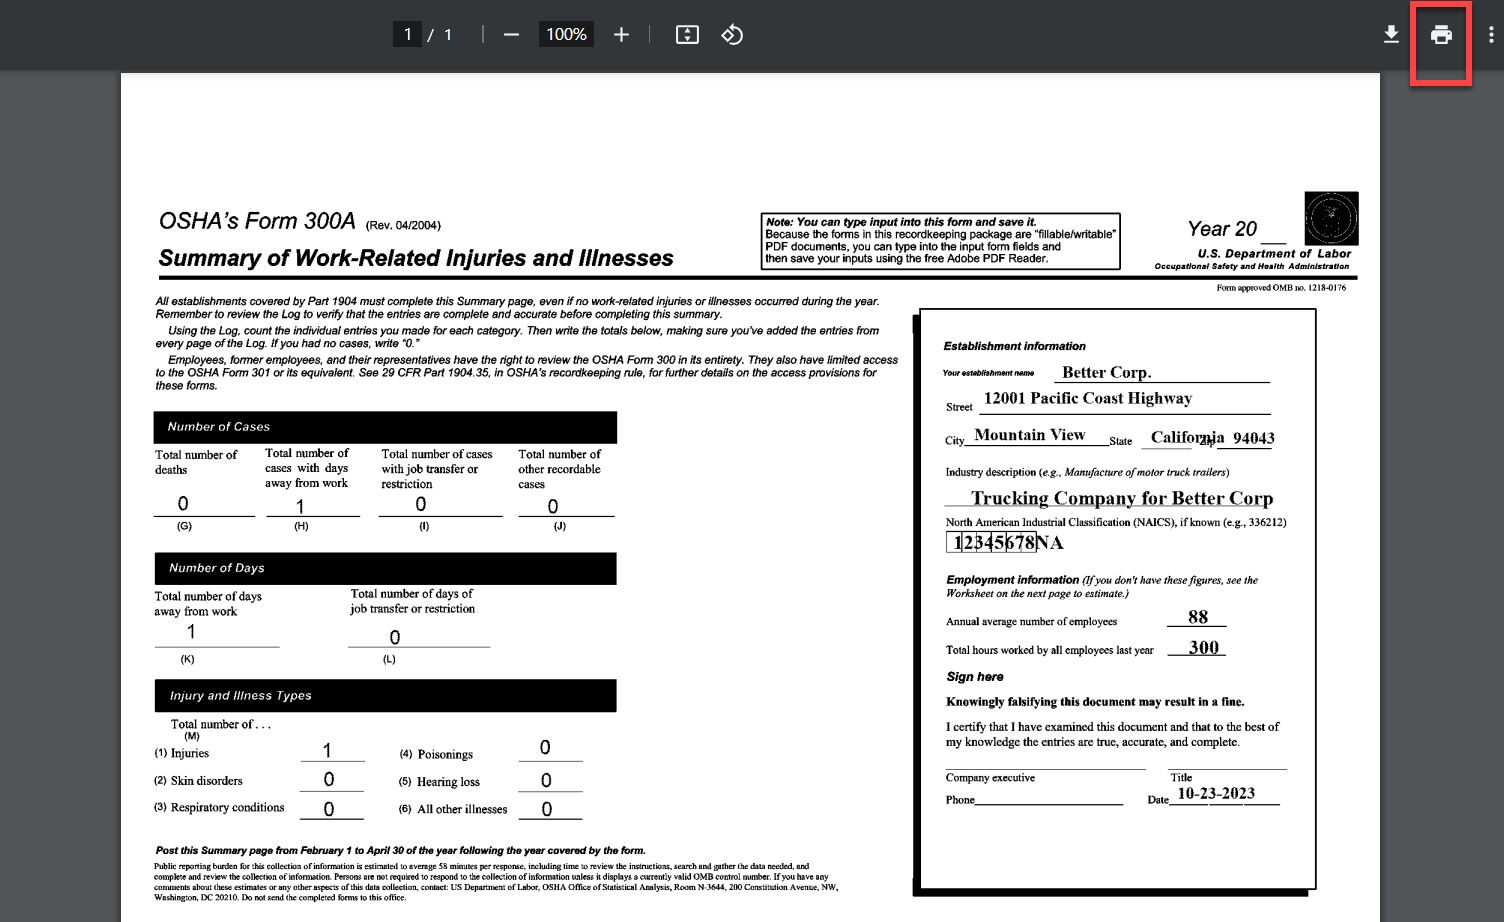 1 / 1 100%
OSHA's Form 300A (Rev. 04/2004)
Summary of Work-Related Injuries and Illnesses
Note: You can type input into this form and save it.
Because the forms in this recordkeeping package are "fillable/writable"
PDF documents, you can type into the input form fields and
then save your inputs using the free Adobe PDF Reader.
Year 20 __
U.S. Department of Labor
Occupational Safety and Health Administration
Form approved OMB no. 1218-0176
All establishments covered by Part 1904 must complete this Summary page, even if no work-related injuries or illnesses occurred during the year.
Remember to review the Log to verify that the entries are complete and accurate before completing this summary.
Using the Log, count the individual entries you made for each category. Then write the totals below, making sure you've added the entries from
every page of the Log. If you had no cases, write "0."
Employees, former employees, and their representatives have the right to review the OSHA Form 300 in its entirety. They also have limited access
to the OSHA Form 301 or its equivalent. See 29 CFR Part 1904.35, in OSHA's recordkeeping rule, for further details on the access provisions for
these forms.
Number of Cases
Total number of
deaths
0
(G)
Total number of
cases with days
away from work
1
(H)
Total number of cases
with job transfer or
restriction
0
(I)
Total number of
other recordable
cases
0
(J)
Number of Days
Total number of days
away from work
1
(K)
Total number of days of
job transfer or restriction
0
(L)
Injury and Illness Types
Total number of . . .
(M)
(1) Injuries 1
(2) Skin disorders 0
(3) Respiratory conditions 0
(4) Poisonings 0
(5) Hearing loss 0
(6) All other illnesses 0
Post this Summary page from February 1 to April 30 of the year following the year covered by the form.
Public reporting burden for this collection of information is estimated to average 58 minutes per response, including time to review the instructions, search and gather the data needed, and
complete and review the collection of information. Persons are not required to respond to the collection of information unless it displays a currently valid OMB control number. If you have any
comments about these estimates or any other aspects of this data collection, contact: US Department of Labor, OSHA Office of Statistical Analysis, Room N-3644, 200 Constitution Avenue, NW,
Washington, DC 20210. Do not send the completed forms to this office.
Establishment information
Your establishment name Better Corp.
Street 12001 Pacific Coast Highway
City Mountain View State California Zip 94043
Industry description (e.g., Manufacture of motor truck trailers)
Trucking Company for Better Corp
North American Industrial Classification (NAICS), if known (e.g., 336212)
12345678NA
Employment information (If you don't have these figures, see the
Worksheet on the next page to estimate.)
Annual average number of employees 88
Total hours worked by all employees last year 300
Sign here
Knowingly falsifying this document may result in a fine.
I certify that I have examined this document and that to the best of
my knowledge the entries are true, accurate, and complete.
Company executive Title
Phone Date 10-23-2023